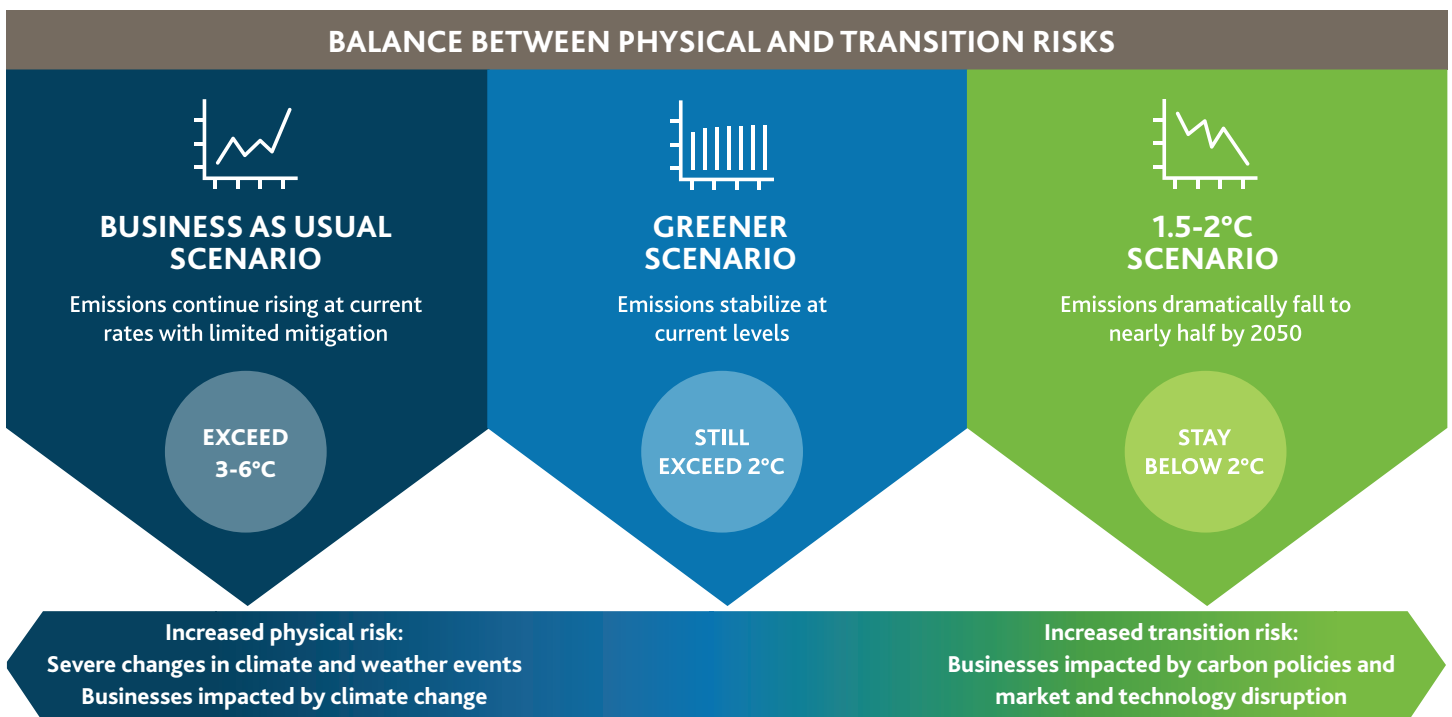 BALANCE BETWEEN PHYSICAL AND TRANSITION RISKS
BUSINESS AS USUAL
SCENARIO
Emissions continue rising at current
rates with limited mitigation
EXCEED
3-6°C
GREENER
SCENARIO
Emissions stabilize at
current levels
STILL
EXCEED 2°C
1.5-2°C
SCENARIO
Emissions dramatically fall to
nearly half by 2050
STAY
BELOW 2°C
Increased physical risk:
Severe changes in climate and weather events
Businesses impacted by climate change
Increased transition risk:
Businesses impacted by carbon policies and
market and technology disruption